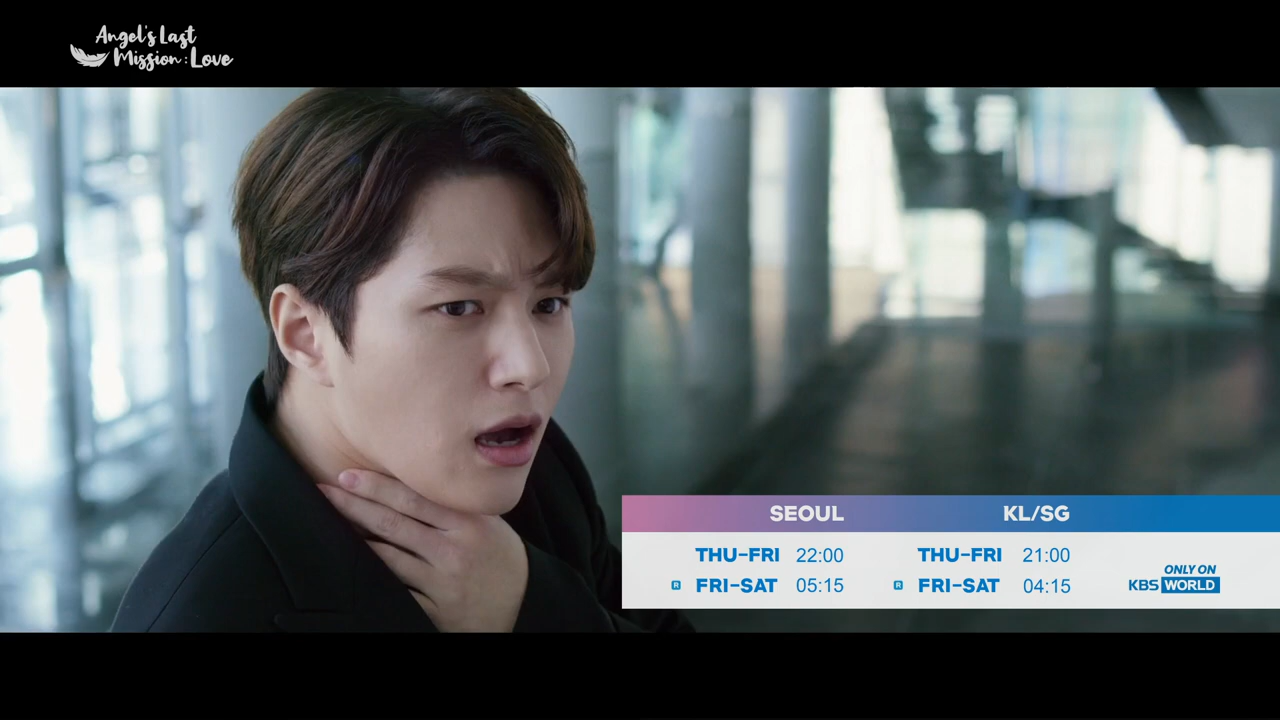 Angel's Last
Mission: Love
SEOUL KL/SG
THU-FRI 22:00 THU-FRI 21:00
R FRI-SAT 05:15 R FRI-SAT 04:15
ONLY ON
KBS WORLD